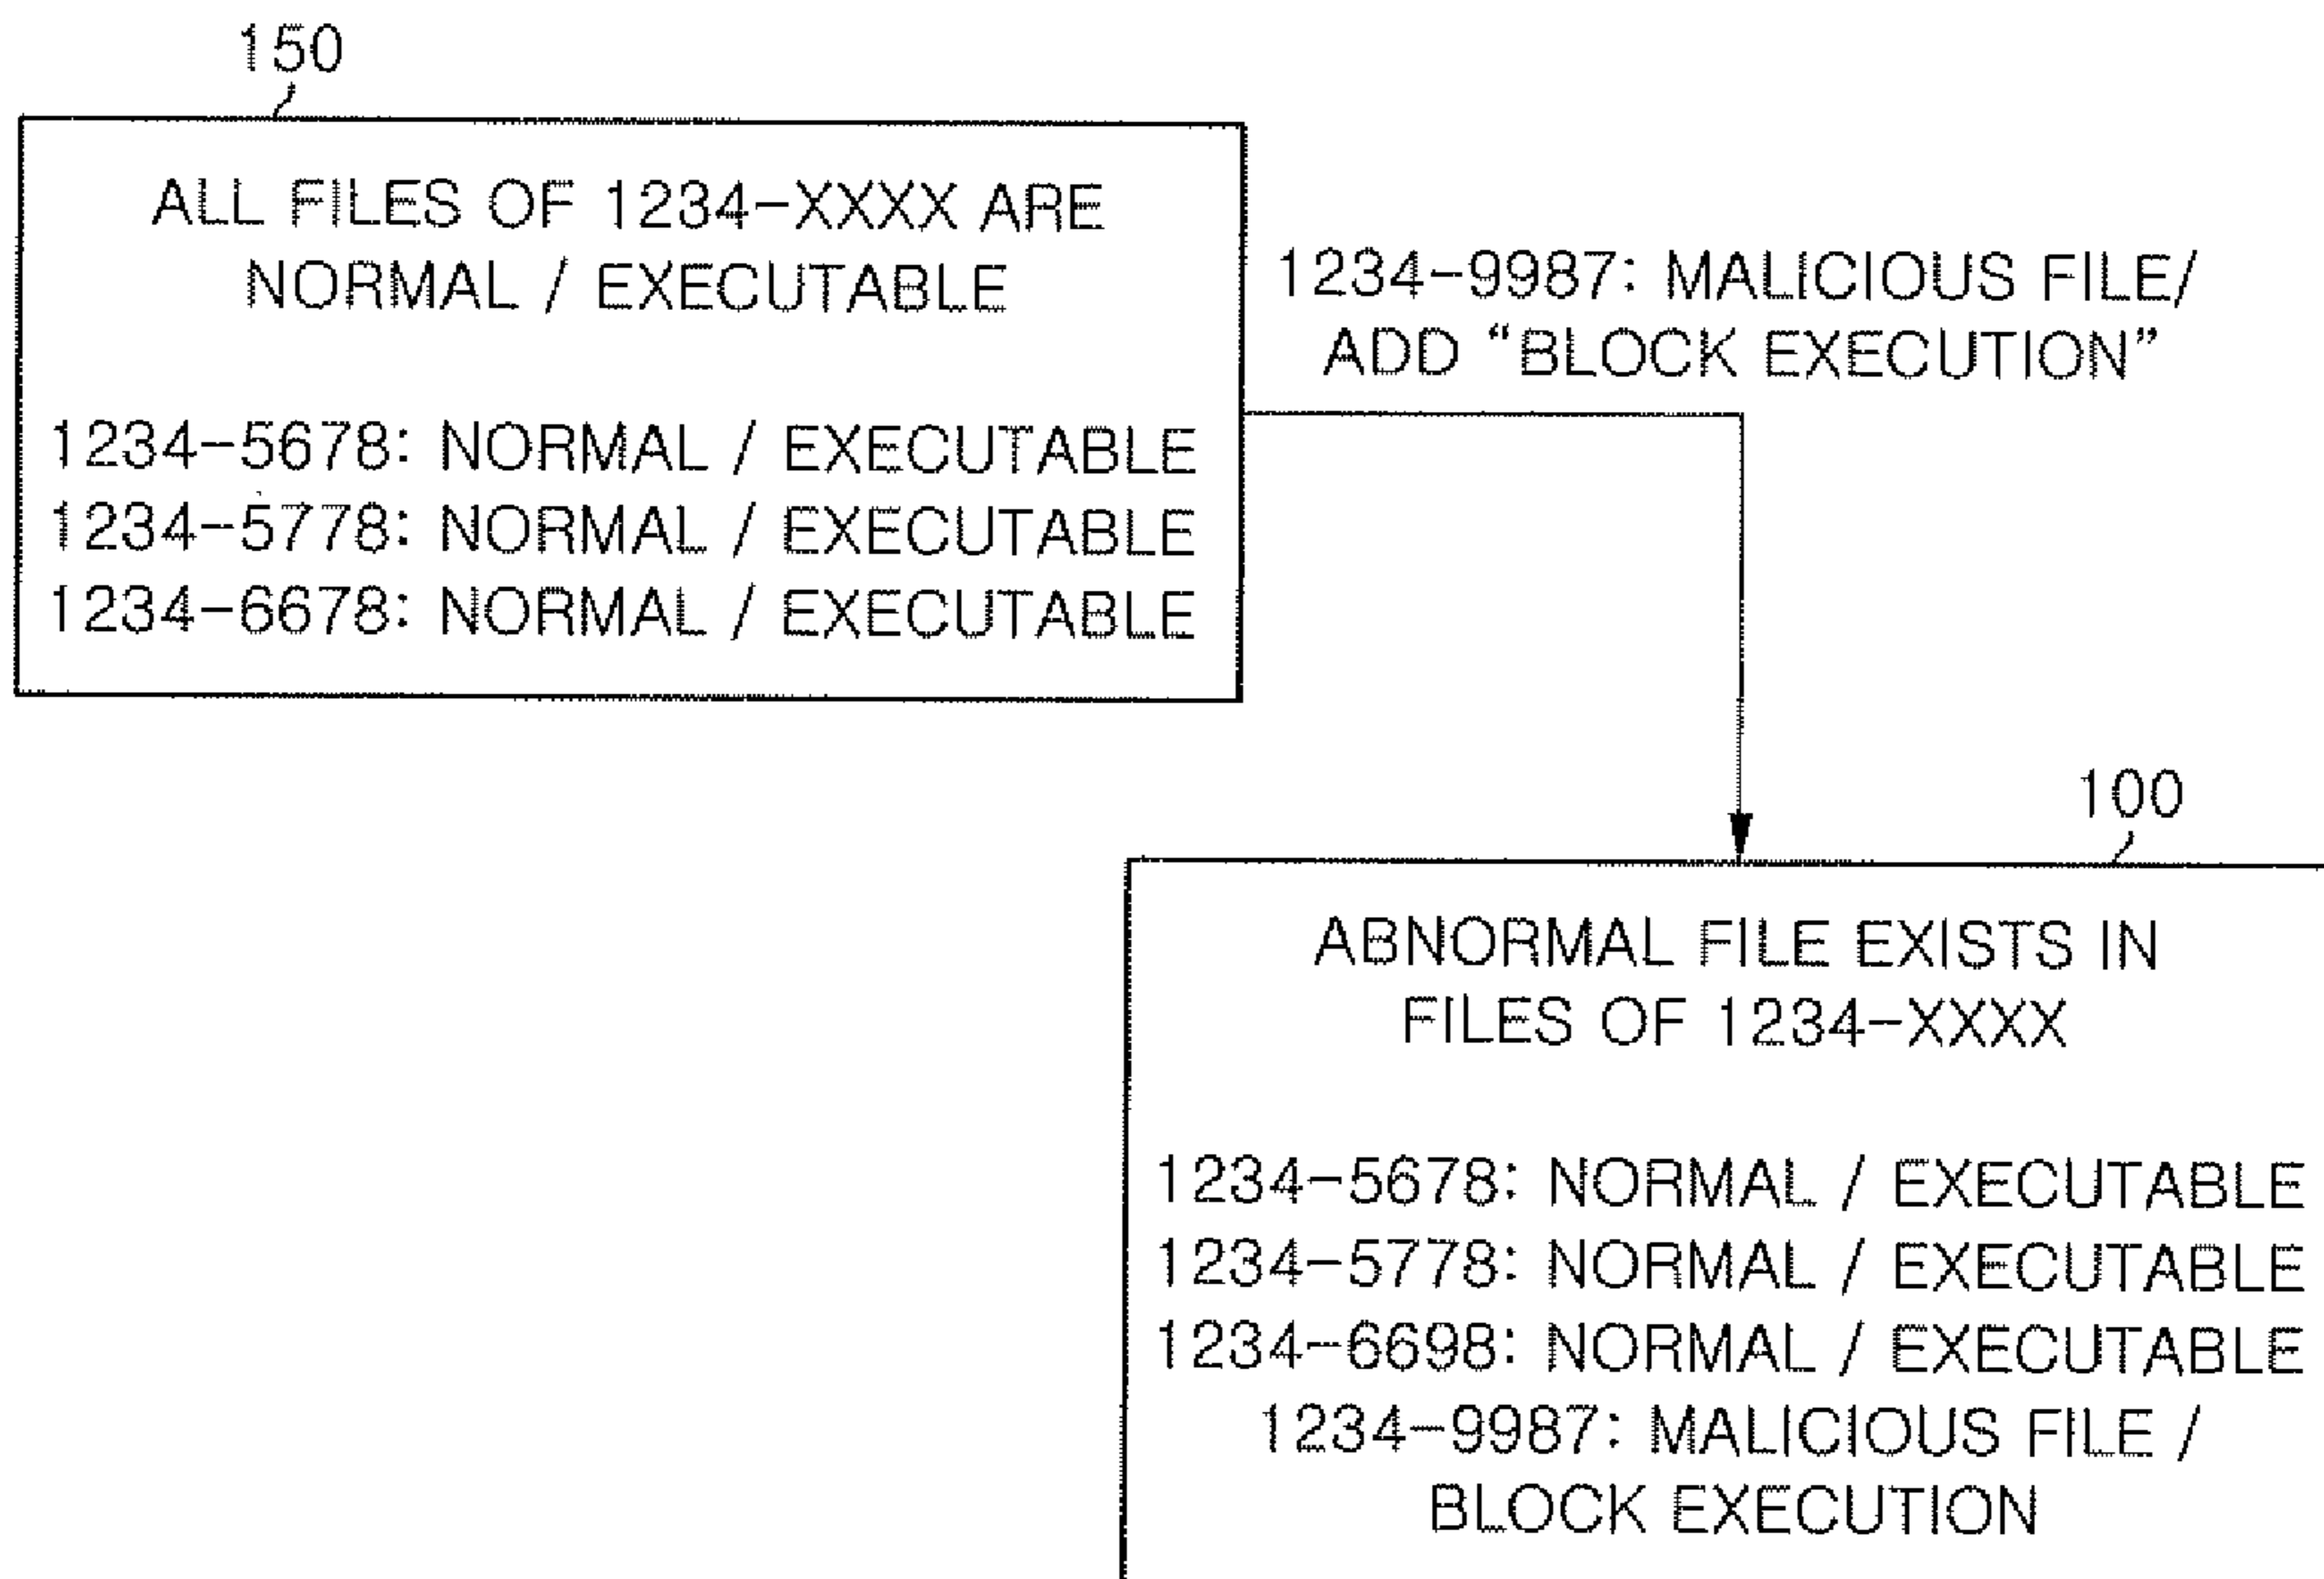 150
ALL FILES OF 1234-XXXX ARE
NORMAL / EXECUTABLE
1234-5678: NORMAL / EXECUTABLE
1234-5778: NORMAL / EXECUTABLE
1234-6678: NORMAL / EXECUTABLE
1234-9987: MALICIOUS FILE/
ADD “BLOCK EXECUTION”
100
ABNORMAL FILE EXISTS IN
FILES OF 1234-XXXX
1234-5678: NORMAL / EXECUTABLE
1234-5778: NORMAL / EXECUTABLE
1234-6698: NORMAL / EXECUTABLE
1234-9987: MALICIOUS FILE /
BLOCK EXECUTION